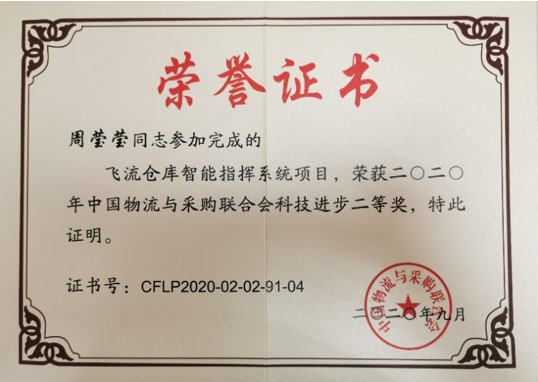 荣誉证书
周莹莹同志参加完成的
飞流仓库智能指挥系统项目，荣获二〇二〇
年中国物流与采购联合会科技进步二等奖，特此
证明。
证书号：CFLP2020-02-02-91-04
中国物流与采购联合会
二〇二〇年九月